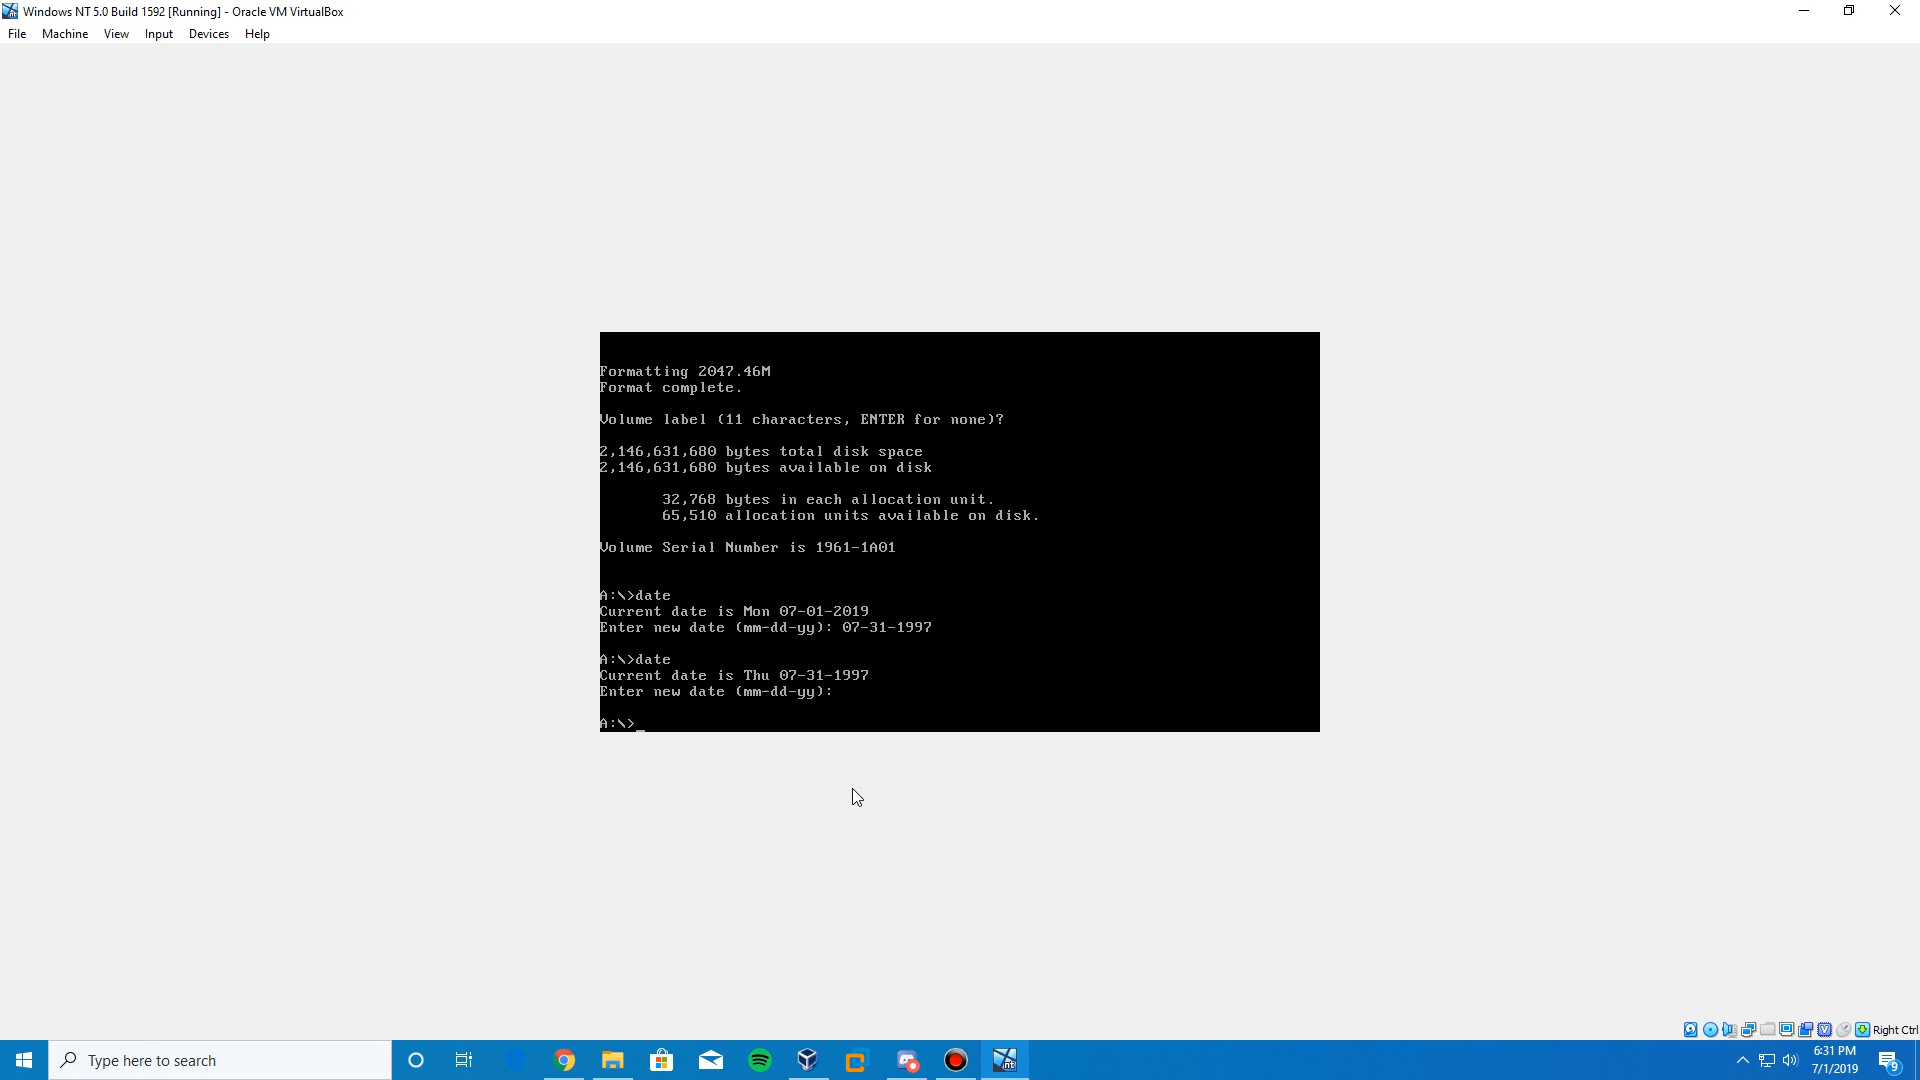 Windows NT 5.0 Build 1592 [Running] - Oracle VM VirtualBox
File Machine View Input Devices Help
Formatting 2047.46M
Format complete.
Volume label (11 characters, ENTER for none)?
2,146,631,680 bytes total disk space
2,146,631,680 bytes available on disk
32,768 bytes in each allocation unit.
65,510 allocation units available on disk.
Volume Serial Number is 1961-1A01
A:\>date
Current date is Mon 07-01-2019
Enter new date (mm-dd-yy): 07-31-1997
A:\>date
Current date is Thu 07-31-1997
Enter new date (mm-dd-yy):
A:\>_
Right Ctrl
Type here to search
nt
6:31 PM
7/1/2019
9